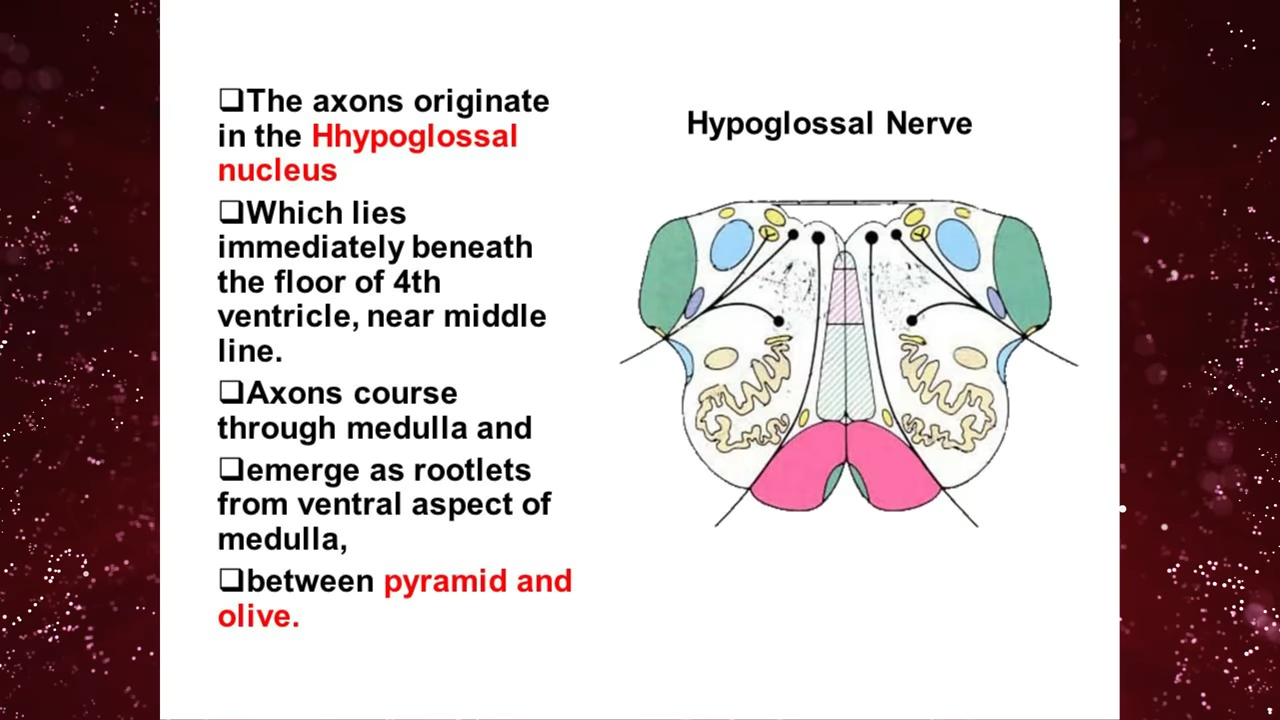 ❑The axons originate
in the Hhypoglossal
nucleus
❑Which lies
immediately beneath
the floor of 4th
ventricle, near middle
line.
❑Axons course
through medulla and
❑emerge as rootlets
from ventral aspect of
medulla,
❑between pyramid and
olive.
Hypoglossal Nerve